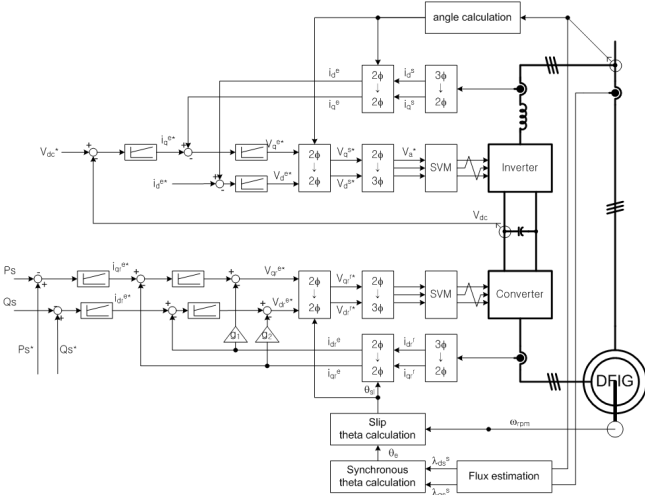 angle calculation
i_d^e
i_q^e
2φ
↓
2φ
i_d^s
i_q^s
3φ
↓
2φ
V_dc*
+
-
i_q^e*
+
-
V_q^e*
i_d^e*
+
-
V_d^e*
2φ
↓
2φ
V_q^s*
V_d^s*
2φ
↓
3φ
V_a*
SVM
Inverter
V_dc
Ps
-
+
i_qr^e*
+
-
+
V_qr^e*
Qs
-
+
i_dr^e*
+
-
+
V_dr^e*
2φ
↓
2φ
V_qr^r*
V_dr^r*
2φ
↓
3φ
SVM
Converter
g_1
g_2
Ps*
Qs*
i_dr^e
i_qr^e
2φ
↓
2φ
i_dr^r
i_qr^r
3φ
↓
2φ
θ_sl
DFIG
Slip
theta calculation
ω_rpm
θ_e
Synchronous
theta calculation
λ_ds^s
λ_qs^s
Flux estimation